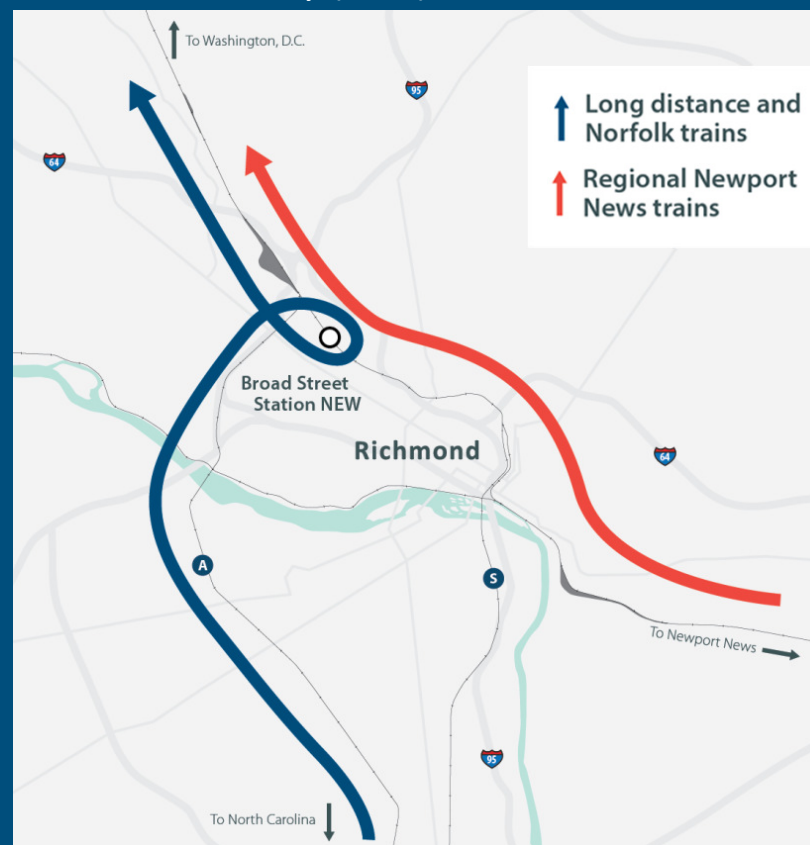 To Washington, D.C.
95
Long distance and
Norfolk trains
64
Regional Newport
News trains
Broad Street
Station NEW
Richmond
64
A
S
To Newport News
95
To North Carolina